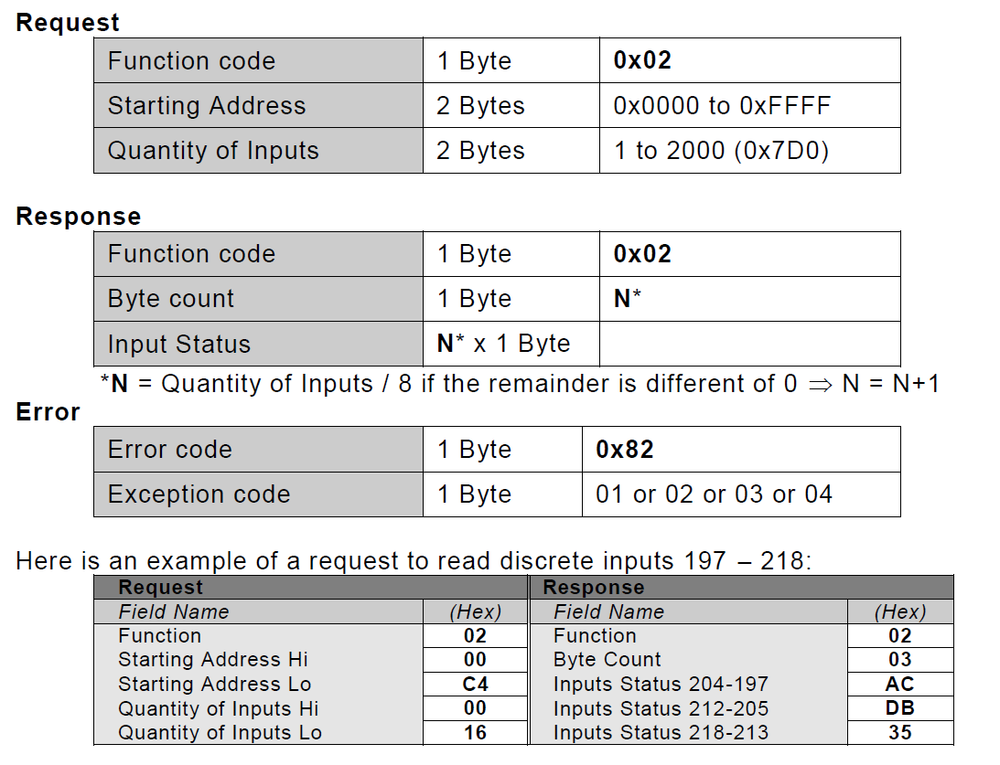 Request
Function code 1 Byte 0x02
Starting Address 2 Bytes 0x0000 to 0xFFFF
Quantity of Inputs 2 Bytes 1 to 2000 (0x7D0)
Response
Function code 1 Byte 0x02
Byte count 1 Byte N*
Input Status N* x 1 Byte
*N = Quantity of Inputs / 8 if the remainder is different of 0 ⇒ N = N+1
Error
Error code 1 Byte 0x82
Exception code 1 Byte 01 or 02 or 03 or 04
Here is an example of a request to read discrete inputs 197 – 218:
Request Response
Field Name (Hex) Field Name (Hex)
Function 02 Function 02
Starting Address Hi 00 Byte Count 03
Starting Address Lo C4 Inputs Status 204-197 AC
Quantity of Inputs Hi 00 Inputs Status 212-205 DB
Quantity of Inputs Lo 16 Inputs Status 218-213 35